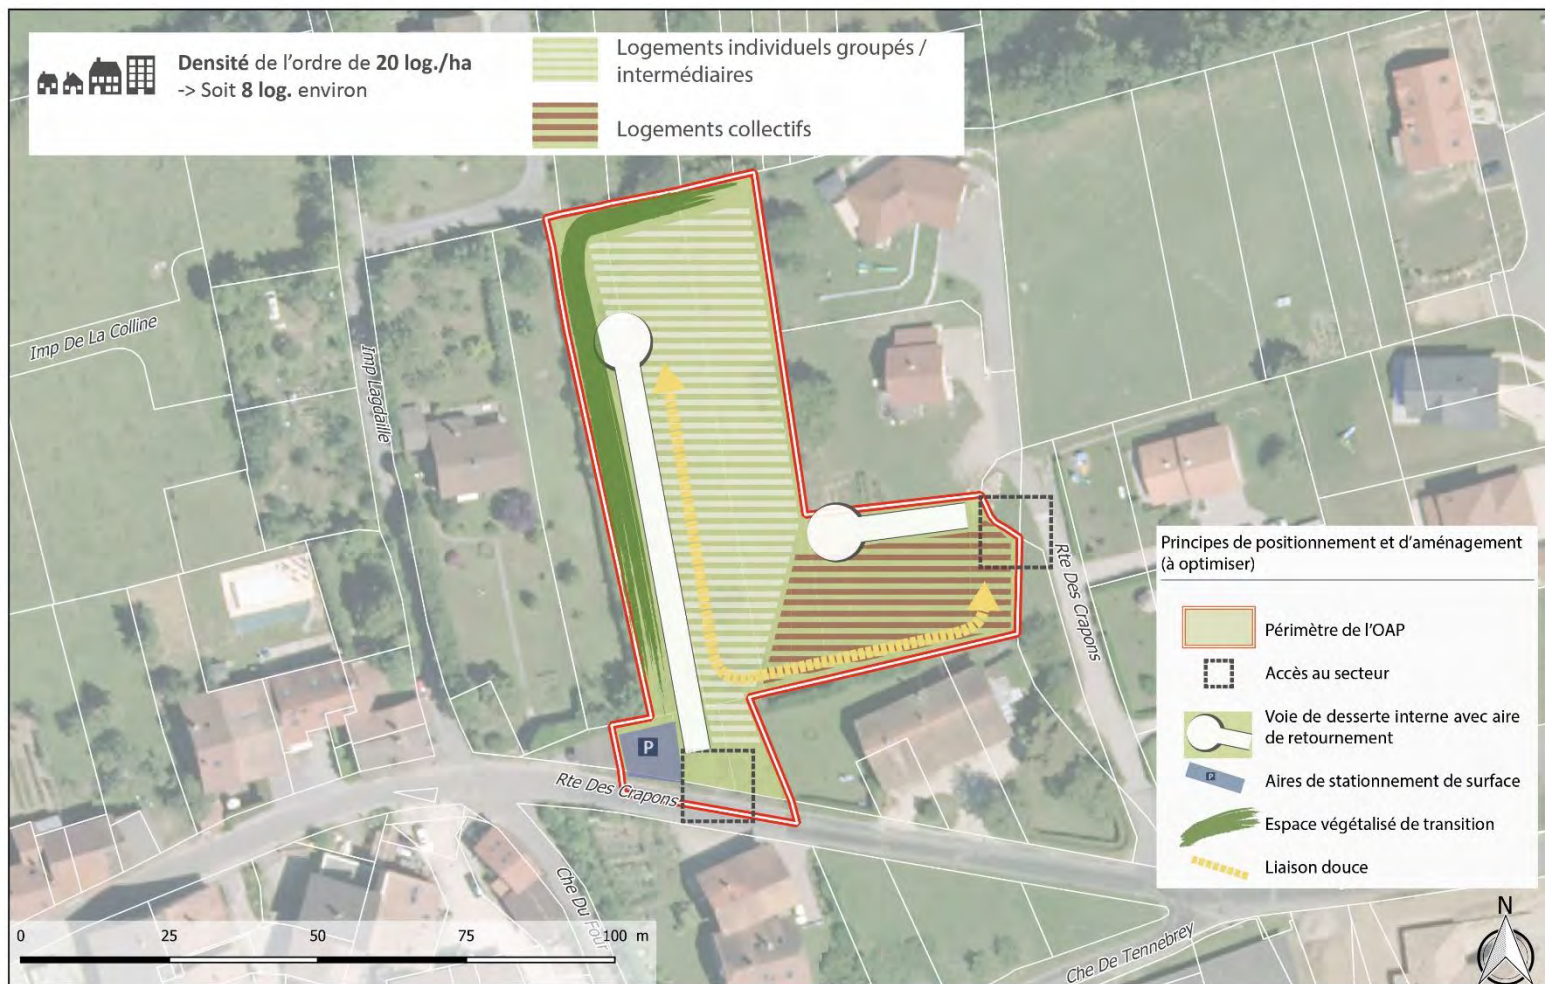 Densité de l'ordre de 20 log./ha
-> Soit 8 log. environ
Logements individuels groupés /
intermédiaires
Logements collectifs
Imp De La Colline
Imp Lagdaille
Rte Des Crapons
P
Rte Des Crapons
Che Du Four
Che De Tennebrey
Principes de positionnement et d'aménagement
(à optimiser)
Périmètre de l'OAP
Accès au secteur
Voie de desserte interne avec aire
de retournement
P
Aires de stationnement de surface
Espace végétalisé de transition
Liaison douce
0 25 50 75 100 m
N